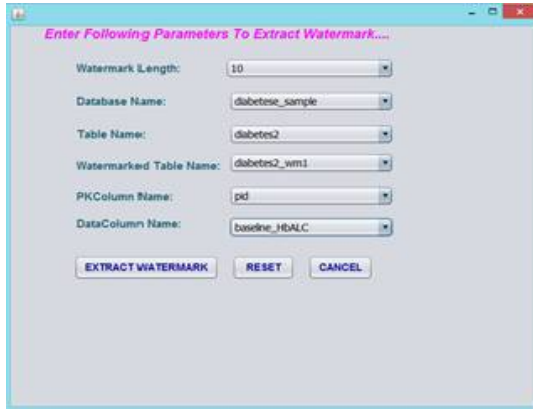 Enter Following Parameters To Extract Watermark....
Watermark Length: 10
Database Name: diabetese_sample
Table Name: diabetes2
Watermarked Table Name: diabetes2_wm1
PKColumn Name: pid
DataColumn Name: baseline_HbALC
EXTRACT WATERMARK RESET CANCEL